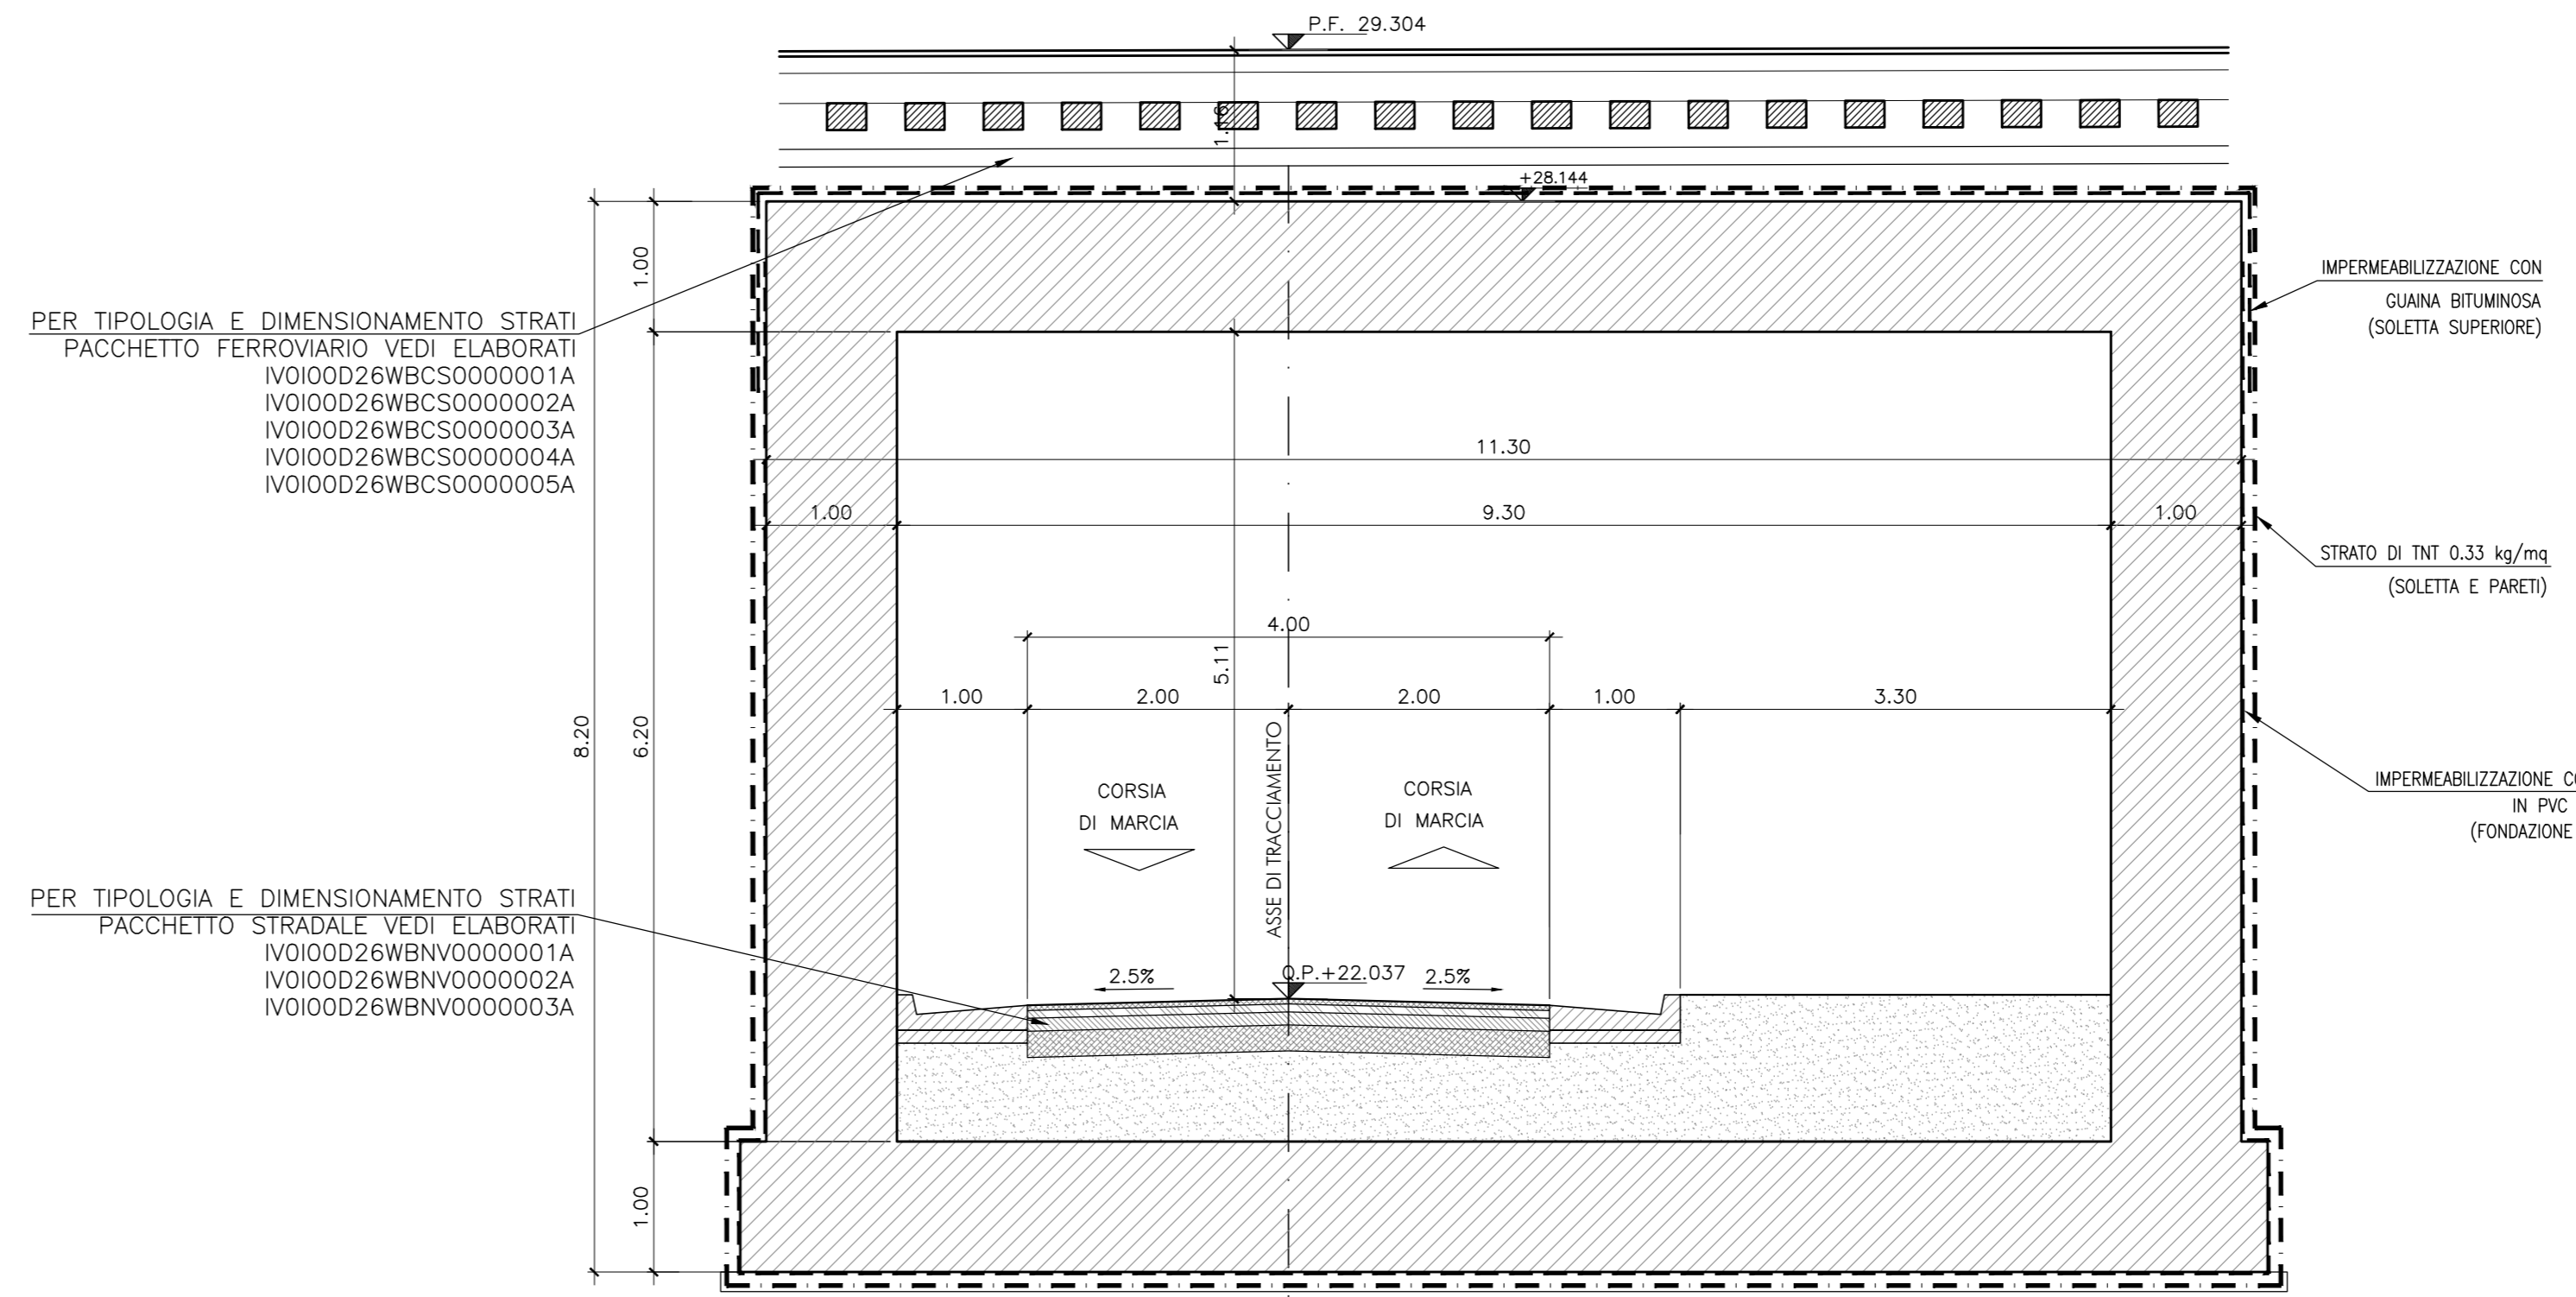 P.F. 29.304
1.16
+28.144
1.00
IMPERMEABILIZZAZIONE CON
GUAINA BITUMINOSA
(SOLETTA SUPERIORE)
PER TIPOLOGIA E DIMENSIONAMENTO STRATI
PACCHETTO FERROVIARIO VEDI ELABORATI
IV0I00D26WBCS0000001A
IV0I00D26WBCS0000002A
IV0I00D26WBCS0000003A
IV0I00D26WBCS0000004A
IV0I00D26WBCS0000005A
11.30
1.00 9.30 1.00
STRATO DI TNT 0.33 kg/mq
(SOLETTA E PARETI)
4.00
5.11
1.00 2.00 2.00 1.00 3.30
8.20 6.20
ASSE DI TRACCIAMENTO
CORSIA
DI MARCIA
CORSIA
DI MARCIA
IMPERMEABILIZZAZIONE
IN PVC
(FONDAZIONE
PER TIPOLOGIA E DIMENSIONAMENTO STRATI
PACCHETTO STRADALE VEDI ELABORATI
IV0I00D26WBNV0000001A
IV0I00D26WBNV0000002A
IV0I00D26WBNV0000003A
2.5% Q.P.+22.037 2.5%
1.00